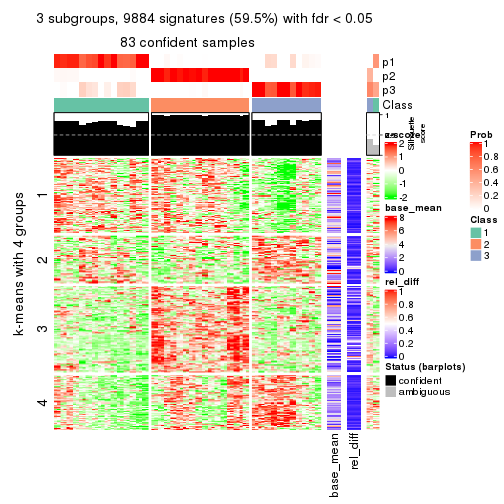 3 subgroups, 9884 signatures (59.5%) with fdr < 0.05
83 confident samples
p1
p2
p3
Class
1
0.5
0
Silhouette
score
k-means with 4 groups
1
2
3
4
base_mean
rel_diff
z-score
2
1
0
-1
-2
base_mean
8
6
4
2
0
rel_diff
1
0.8
0.6
0.4
0.2
0
Status (barplots)
confident
ambiguous
Prob
1
0.8
0.6
0.4
0.2
0
Class
1
2
3